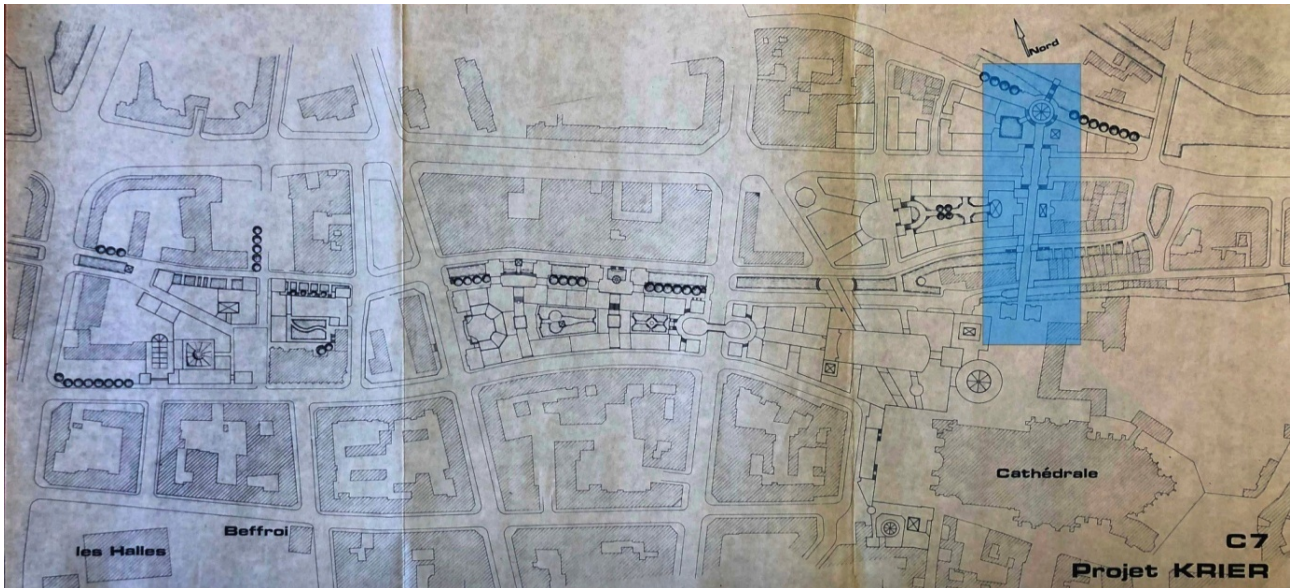 Nord
Cathédrale
Beffroi
les Halles
C7
Projet KRIER